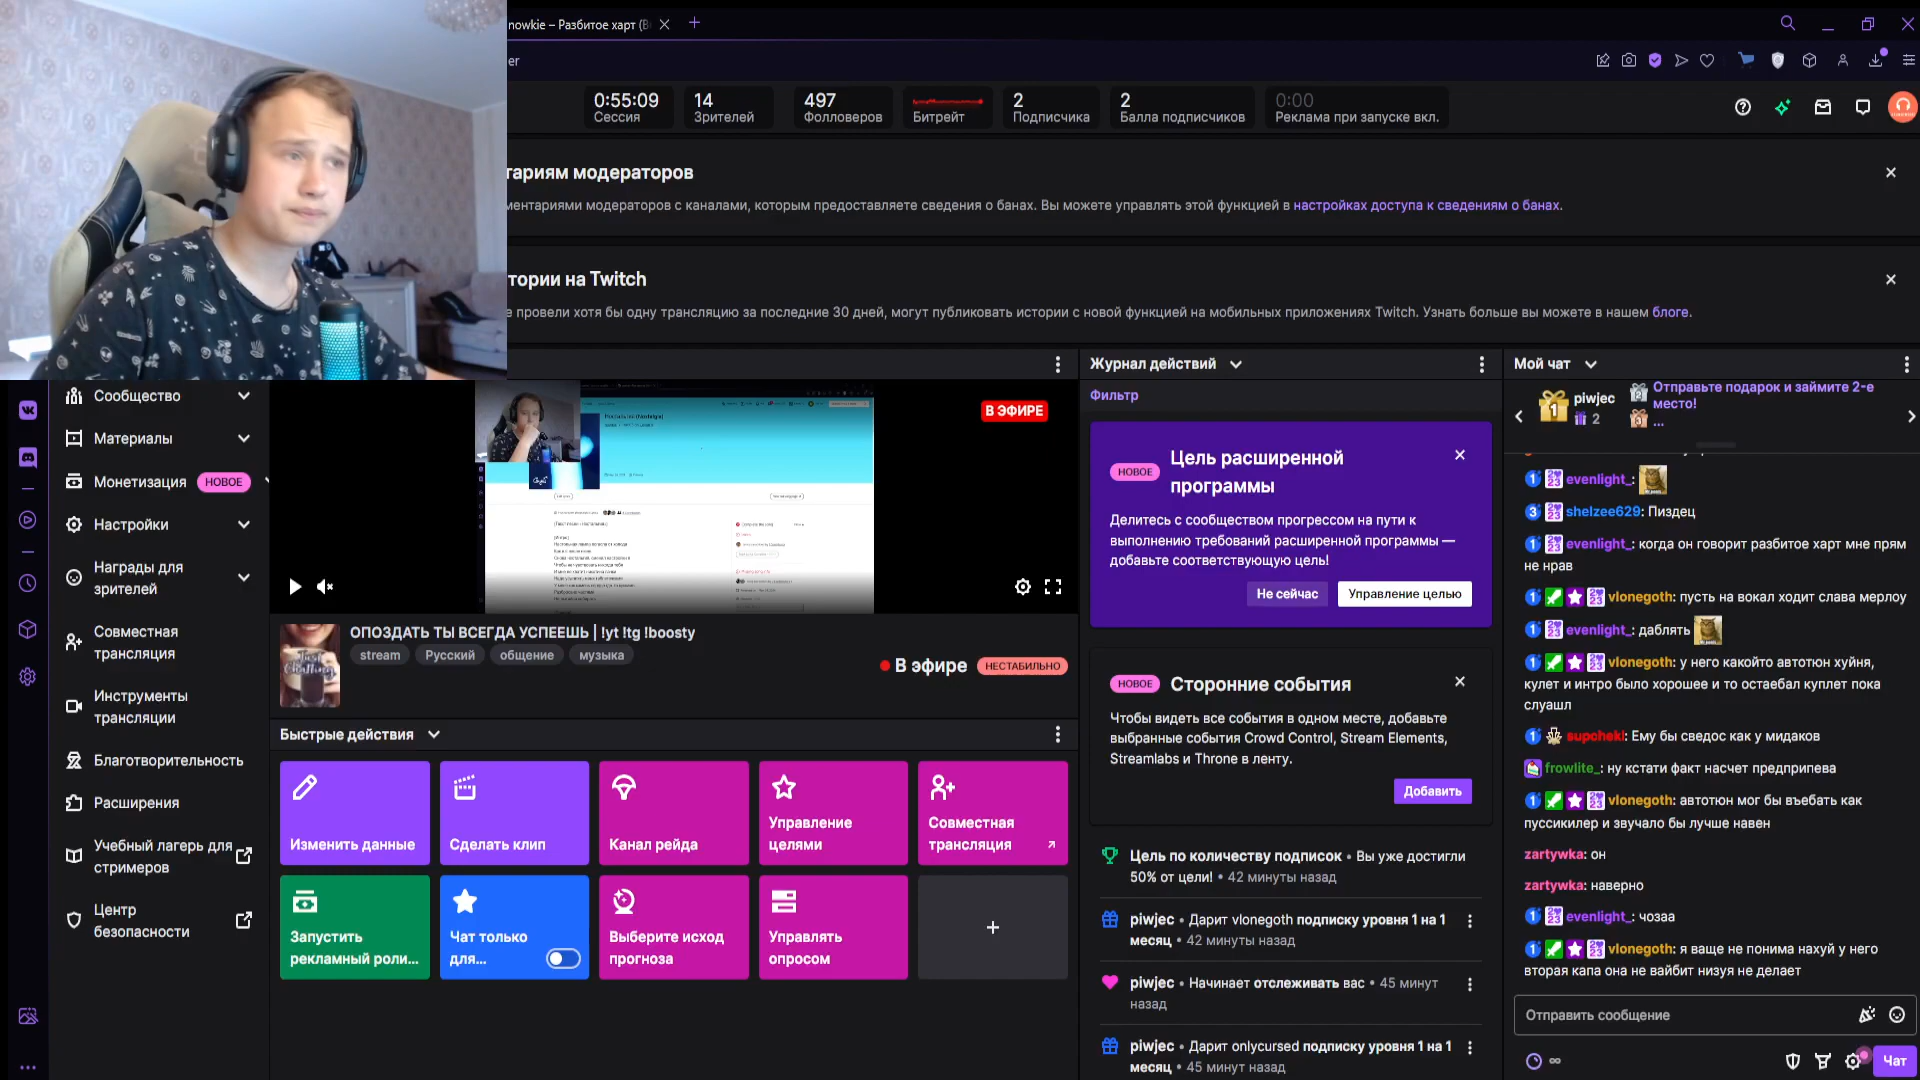 nowkie – Разбитое харт (В
er
0:55:09
Сессия
14
Зрителей
497
Фолловеров
Битрейт
2
Подписчика
2
Балла подписчиков
0:00
Реклама при запуске вкл.
тариям модераторов
ментариями модераторов с каналами, которым предоставляете сведения о банах. Вы можете управлять этой функцией в настройках доступа к сведениям о банах.
тории на Twitch
е провели хотя бы одну трансляцию за последние 30 дней, могут публиковать истории с новой функцией на мобильных приложениях Twitch. Узнать больше вы можете в нашем блоге.
Сообщество
Материалы
Монетизация НОВОЕ
Настройки
Награды для
зрителей
Совместная
трансляция
Инструменты
трансляции
Благотворительность
Расширения
Учебный лагерь для
стримеров
Центр
безопасности
В ЭФИРЕ
ОПОЗДАТЬ ТЫ ВСЕГДА УСПЕЕШЬ | !yt !tg !boosty
stream Русский общение музыка
В эфире НЕСТАБИЛЬНО
Быстрые действия
Изменить данные
Сделать клип
Канал рейда
Управление
целями
Совместная
трансляция
Запустить
рекламный роли...
Чат только
для...
Выберите исход
прогноза
Управлять
опросом
+
Журнал действий
Фильтр
НОВОЕ
Цель расширенной
программы
Делитесь с сообществом прогрессом на пути к
выполнению требований расширенной программы —
добавьте соответствующую цель!
Не сейчас
Управление целью
НОВОЕ
Сторонние события
Чтобы видеть все события в одном месте, добавьте
выбранные события Crowd Control, Stream Elements,
Streamlabs и Throne в ленту.
Добавить
Цель по количеству подписок • Вы уже достигли
50% от цели! • 42 минуты назад
piwjec • Дарит vlonegoth подписку уровня 1 на 1
месяц • 42 минуты назад
piwjec • Начинает отслеживать вас • 45 минут
назад
piwjec • Дарит onlycursed подписку уровня 1 на 1
месяц • 45 минут назад
Мой чат
1 piwjec
2
Отправьте подарок и займите 2-е
место!
...
evenlight_:
shelzee629: Пиздец
evenlight_: когда он говорит разбитое харт мне прям
не нрав
vlonegoth: пусть на вокал ходит слава мерлоу
evenlight_: даблять
vlonegoth: у него какойто автотюн хуйня,
кулет и интро было хорошее и то остаебал куплет пока
слуашл
supchekl: Ему бы сведос как у мидаков
frowlite_: ну кстати факт насчет предприпева
vlonegoth: автотюн мог бы въебать как
пуссикилер и звучало бы лучше навен
zartywka: он
zartywka: наверно
evenlight_: чозаа
vlonegoth: я ваще не понима нахуй у него
вторая капа она не вайбит низуя не делает
Отправить сообщение
Чат